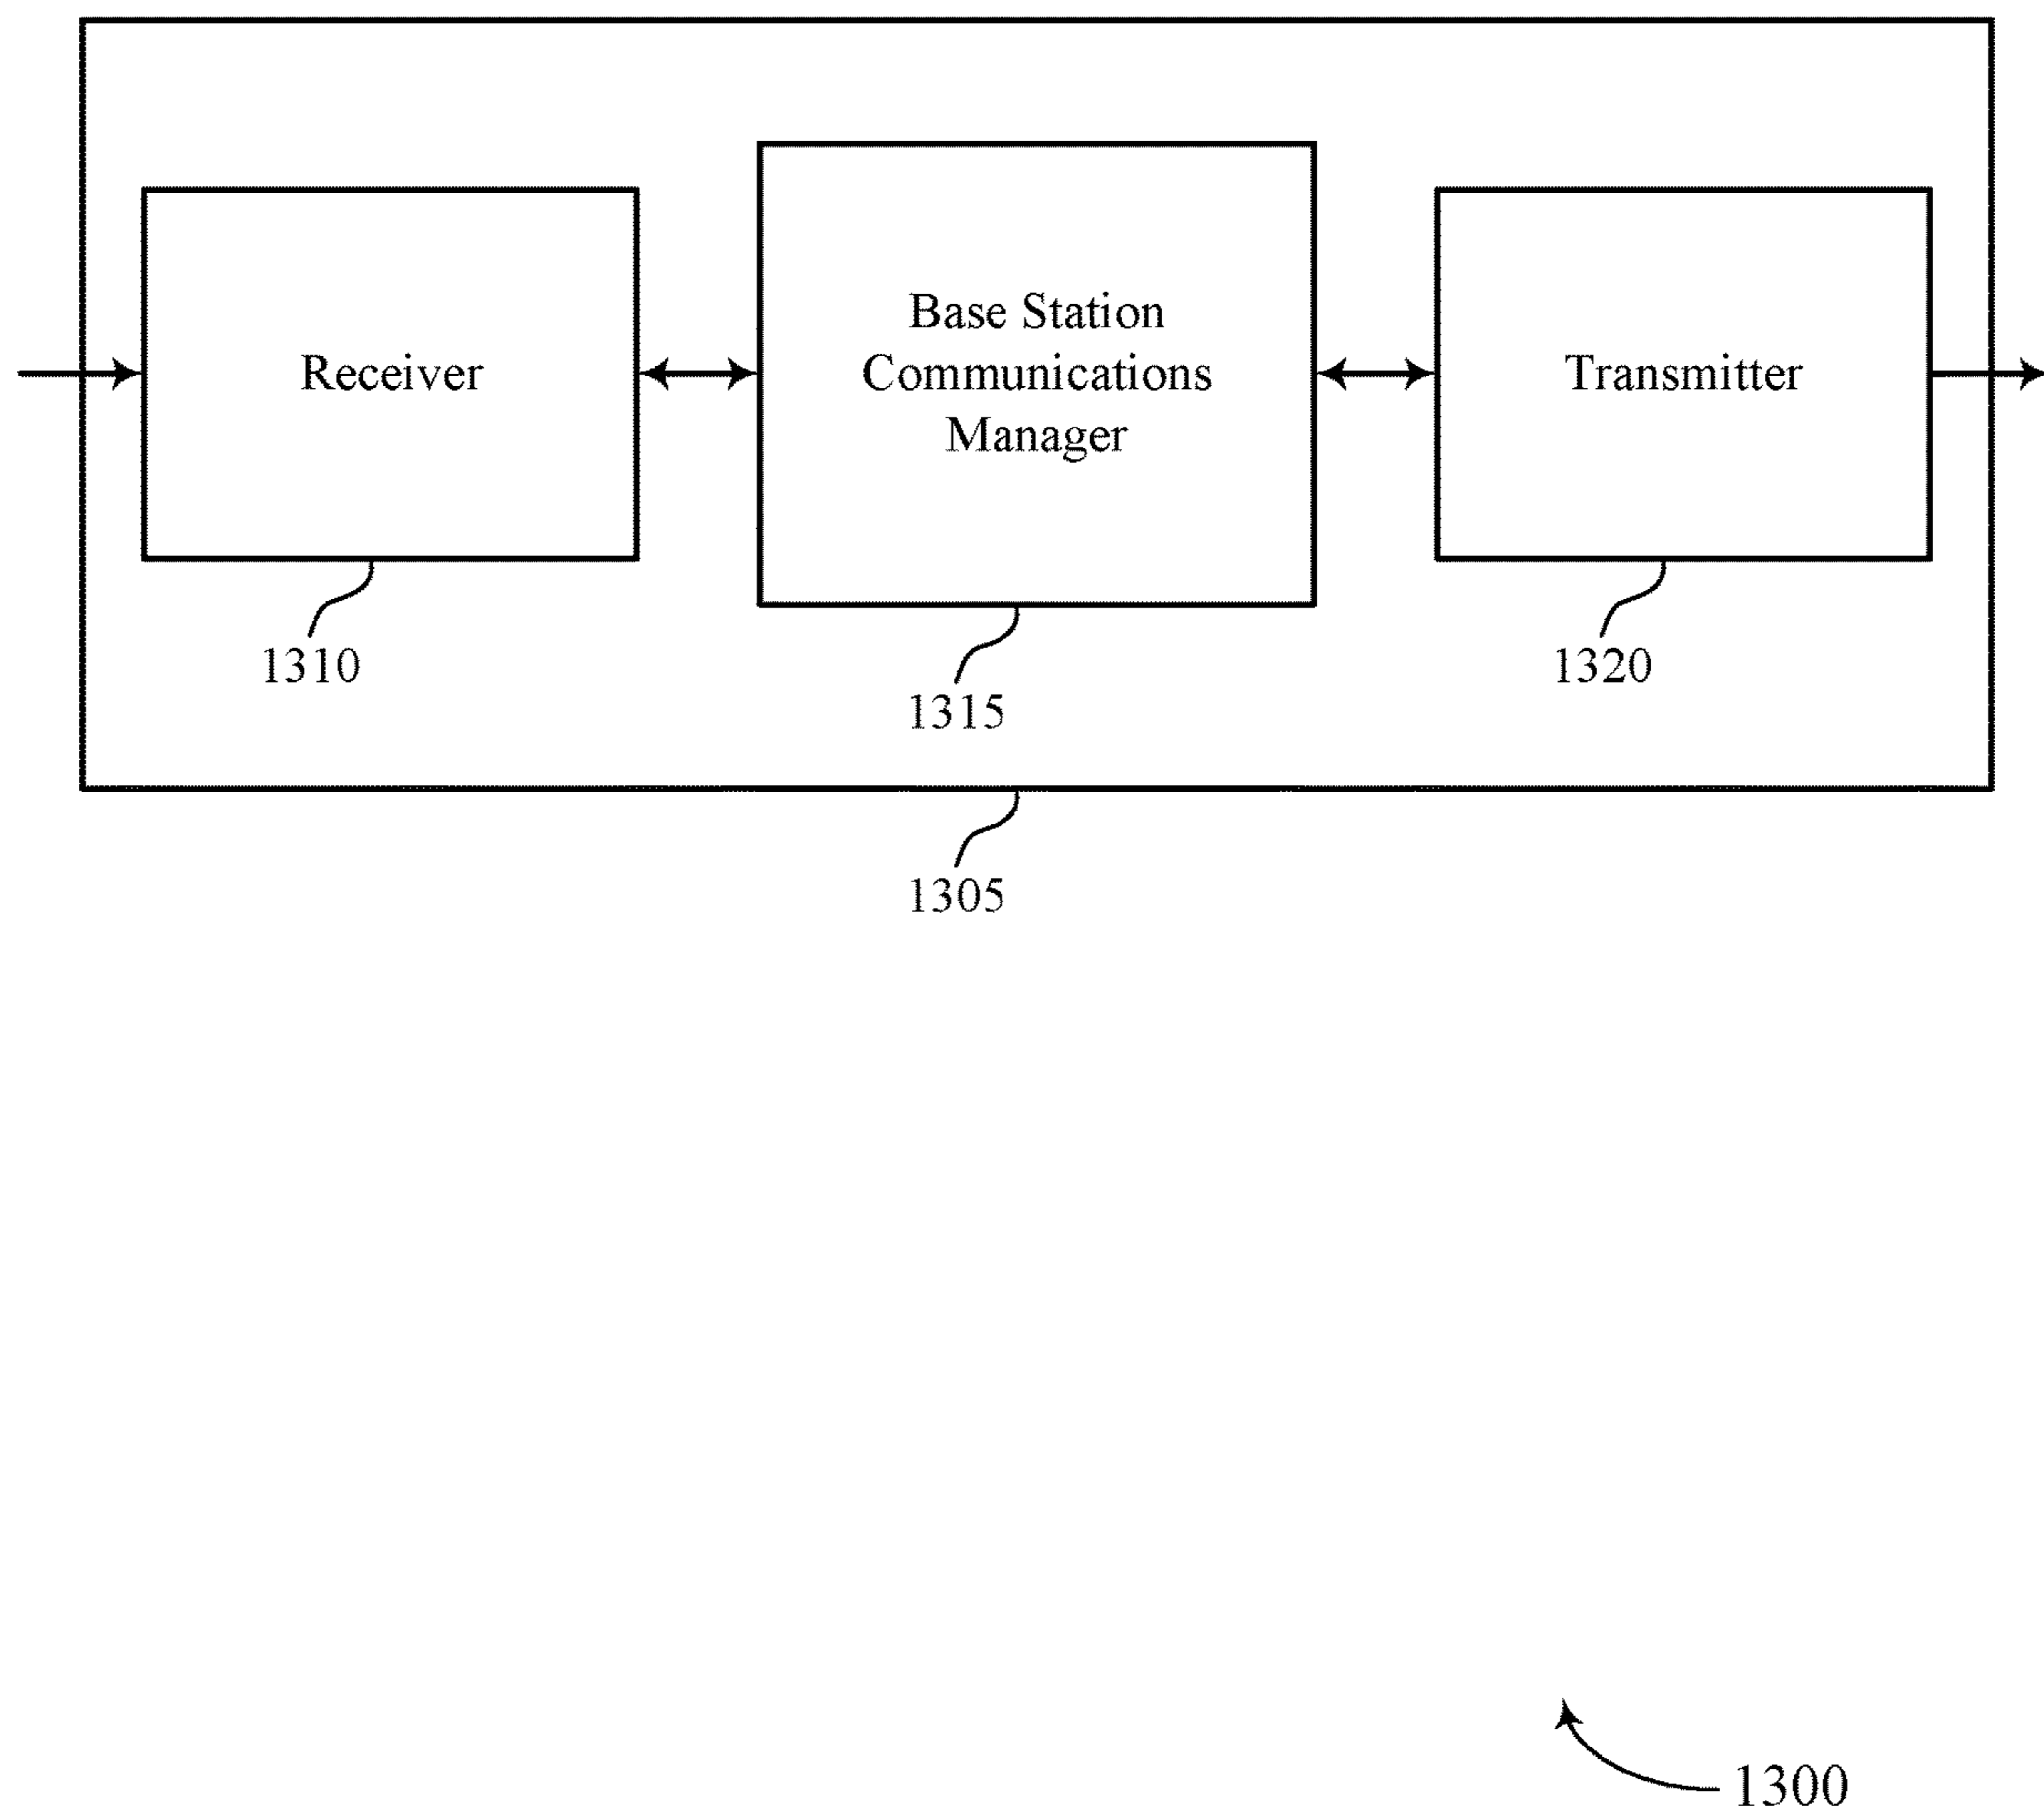 Receiver
Base Station
Communications
Manager
Transmitter
1310
1315
1320
1305
1300